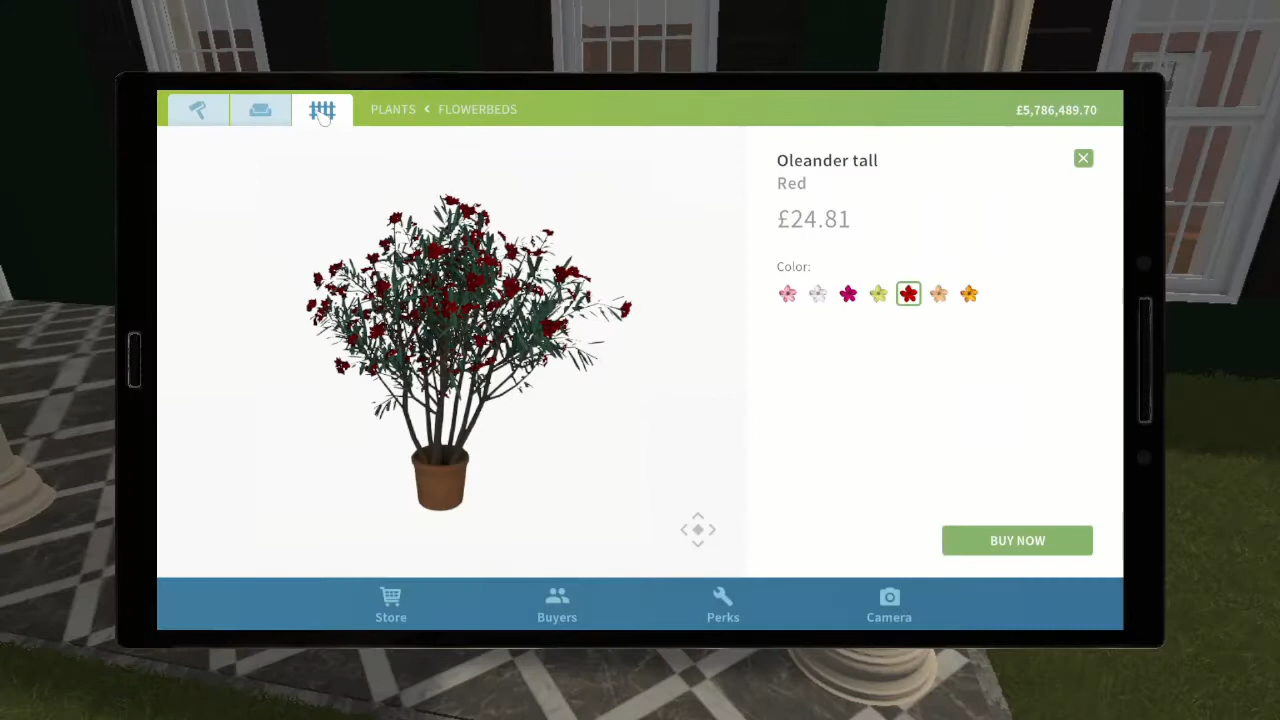 PLANTS < FLOWERBEDS
£5,786,489.70
Oleander tall
Red
£24.81
Color:
BUY NOW
Store
Buyers
Perks
Camera